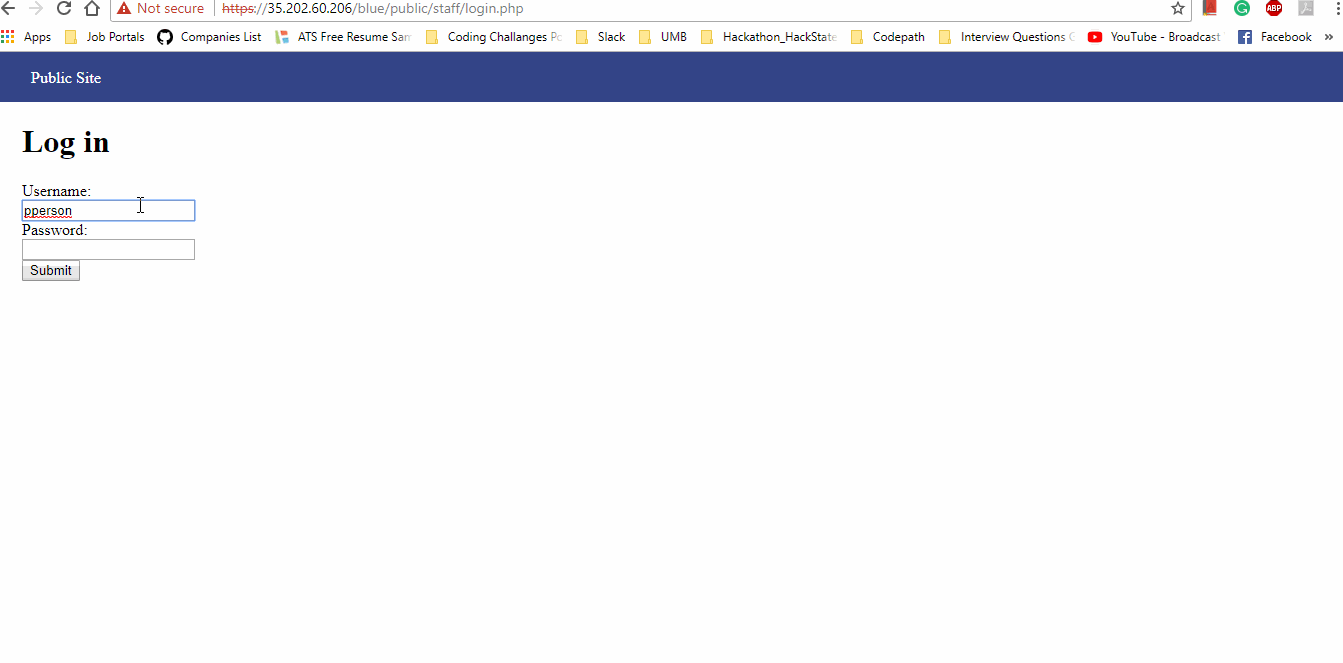 Not secure https://35.202.60.206/blue/public/staff/login.php ABP
Apps Job Portals Companies List ATS Free Resume Sam Coding Challanges Po Slack UMB Hackathon_HackState Codepath Interview Questions YouTube - Broadcast Facebook »
Public Site
Log in
Username:
pperson
Password:
Submit